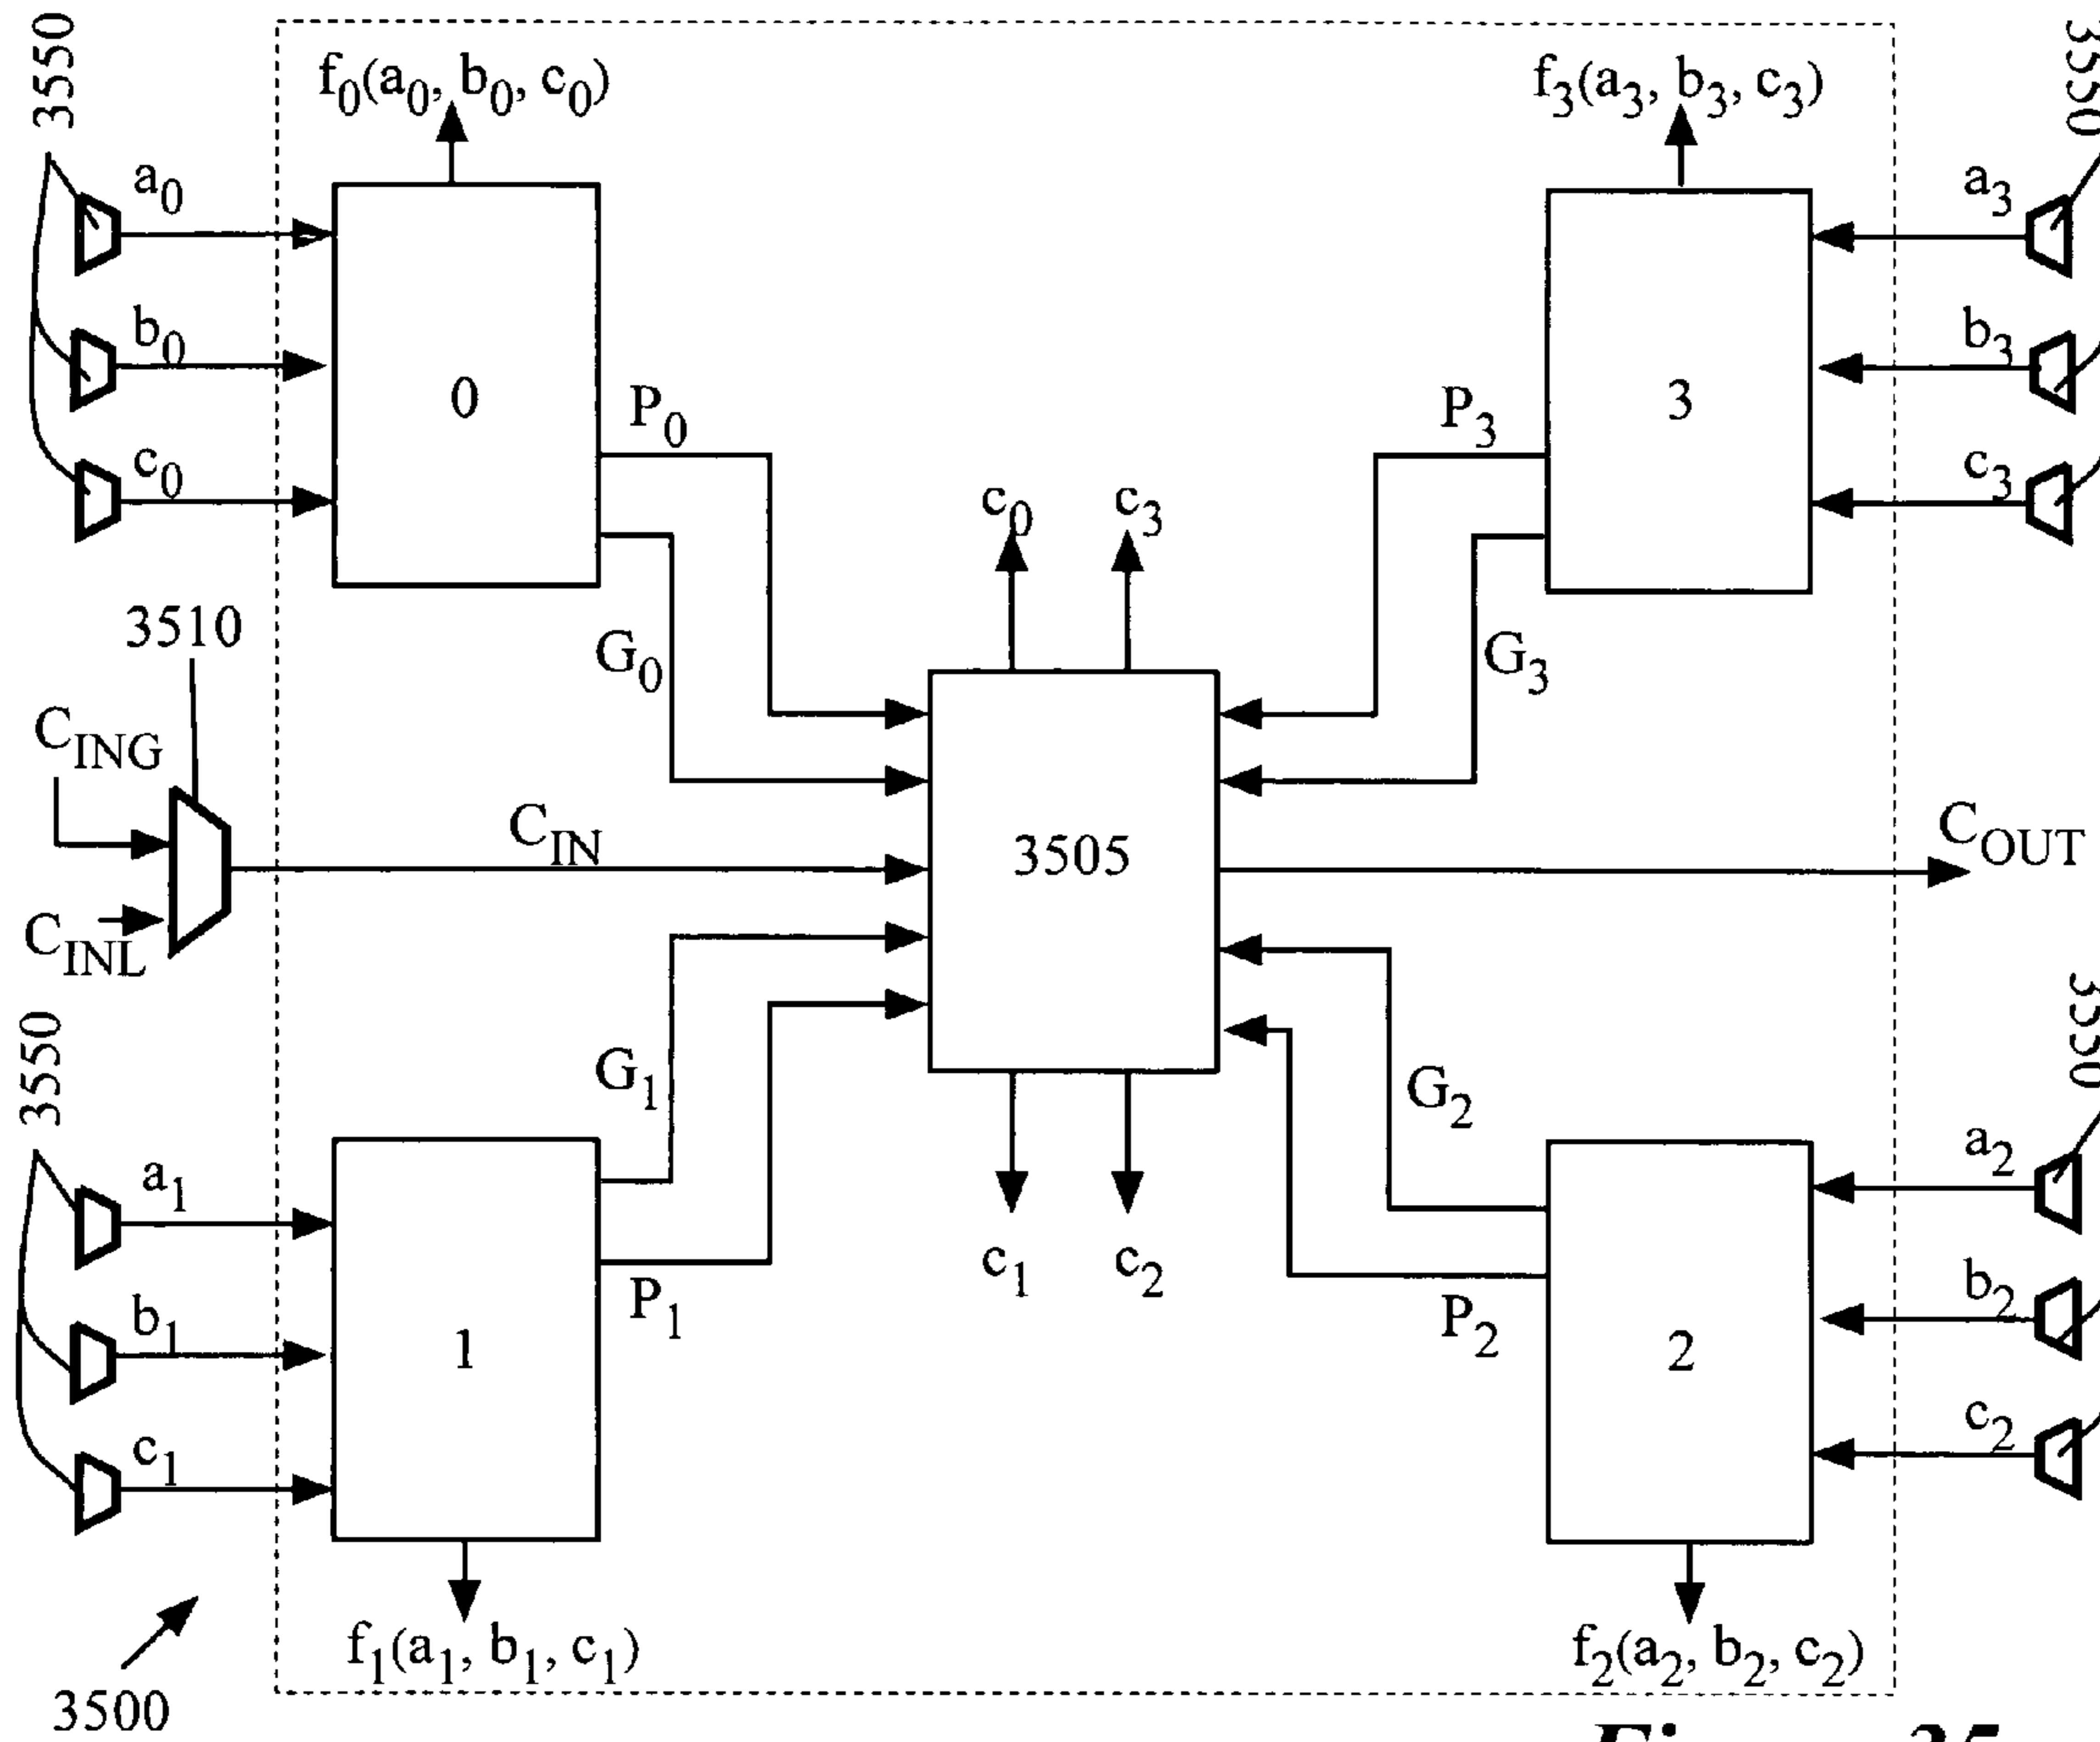 3550
f0(a0, b0, c0)
f3(a3, b3, c3)
3550
a0
a3
b0
b3
0
3
P0
P3
c0
c3
c0
c3
3510
G0
G3
CING
CIN
3505
COUT
CINL
3550
3550
G1
G2
a1
a2
c1
c2
b1
b2
P1
P2
1
2
c1
c2
f1(a1, b1, c1)
f2(a2, b2, c2)
3500